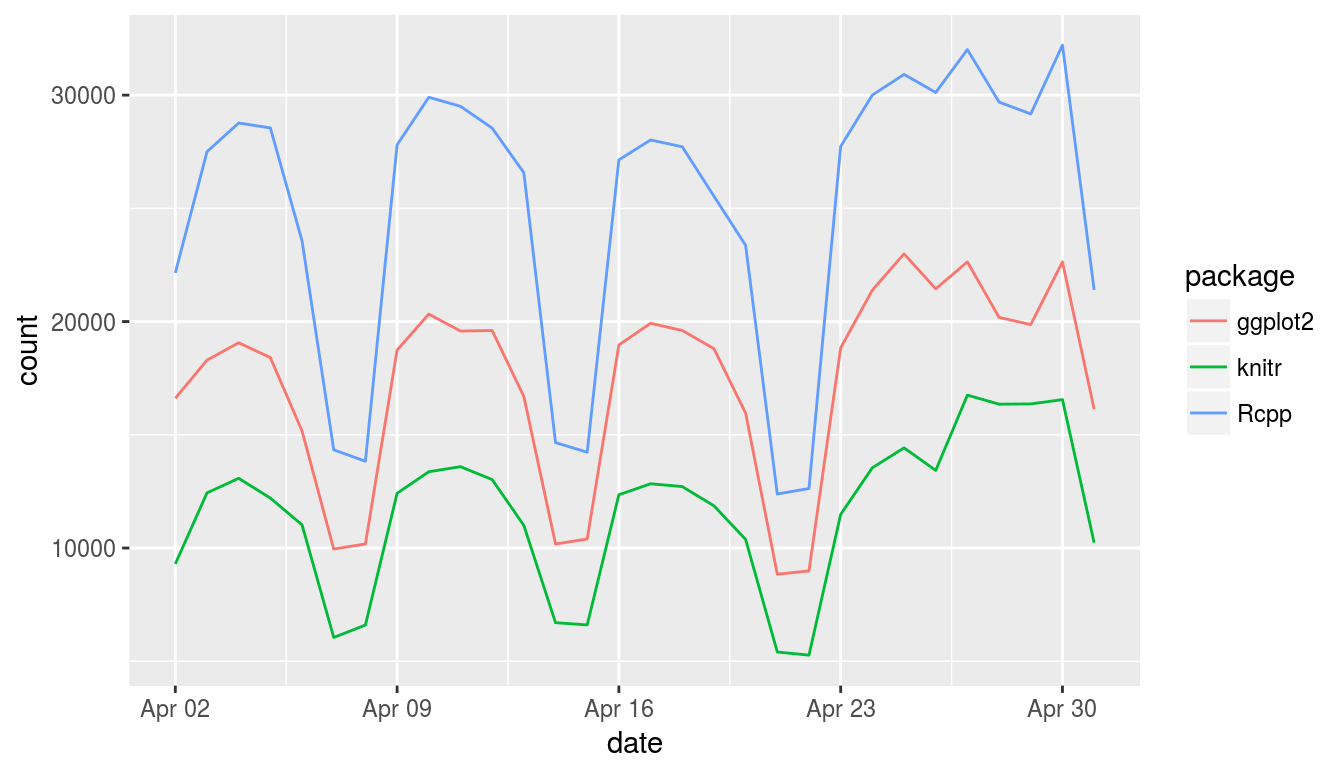 30000
20000
10000
count
Apr 02
Apr 09
Apr 16
Apr 23
Apr 30
date
package
ggplot2
knitr
Rcpp